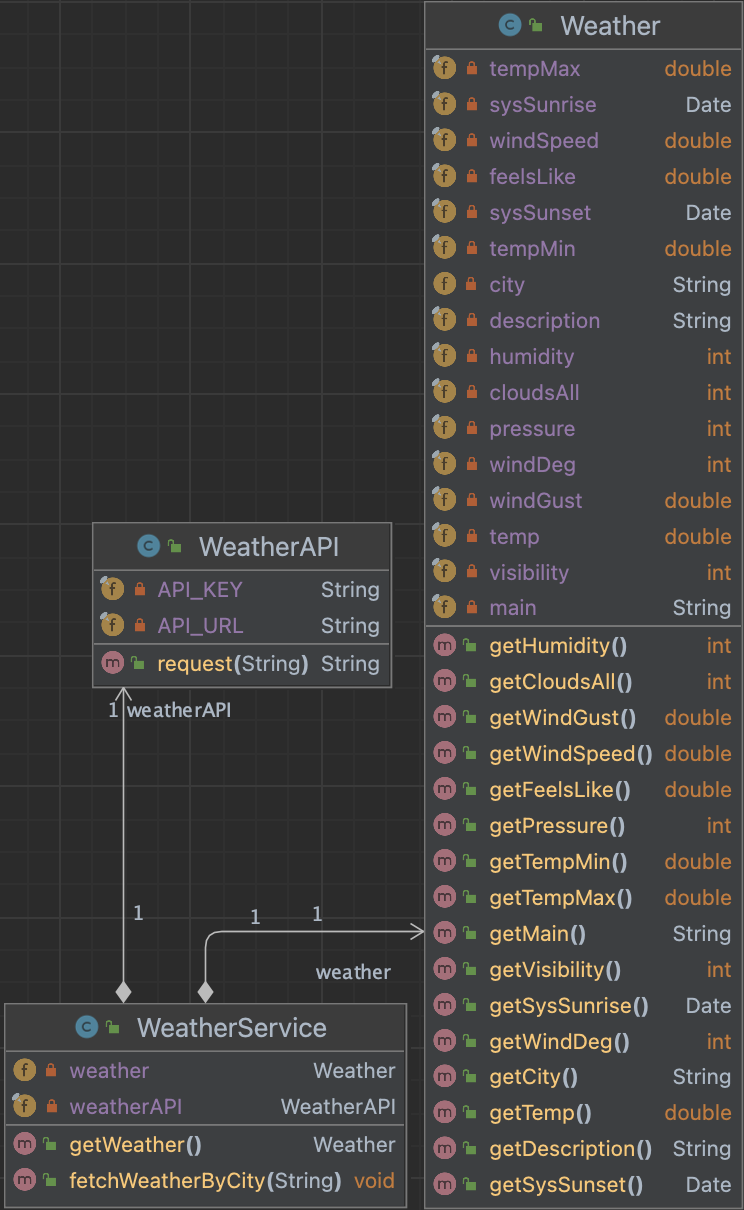 Weather
tempMax double
sysSunrise Date
windSpeed double
feelsLike double
sysSunset Date
tempMin double
city String
description String
humidity int
cloudsAll int
pressure int
windDeg int
windGust double
temp double
visibility int
main String
getHumidity() int
getCloudsAll() int
getWindGust() double
getWindSpeed() double
getFeelsLike() double
getPressure() int
getTempMin() double
getTempMax() double
getMain() String
getVisibility() int
getSysSunrise() Date
getWindDeg() int
getCity() String
getTemp() double
getDescription() String
getSysSunset() Date
WeatherAPI
API_KEY String
API_URL String
request(String) String
1 weatherAPI
1
1 1
weather
WeatherService
weather Weather
weatherAPI WeatherAPI
getWeather() Weather
fetchWeatherByCity(String) void